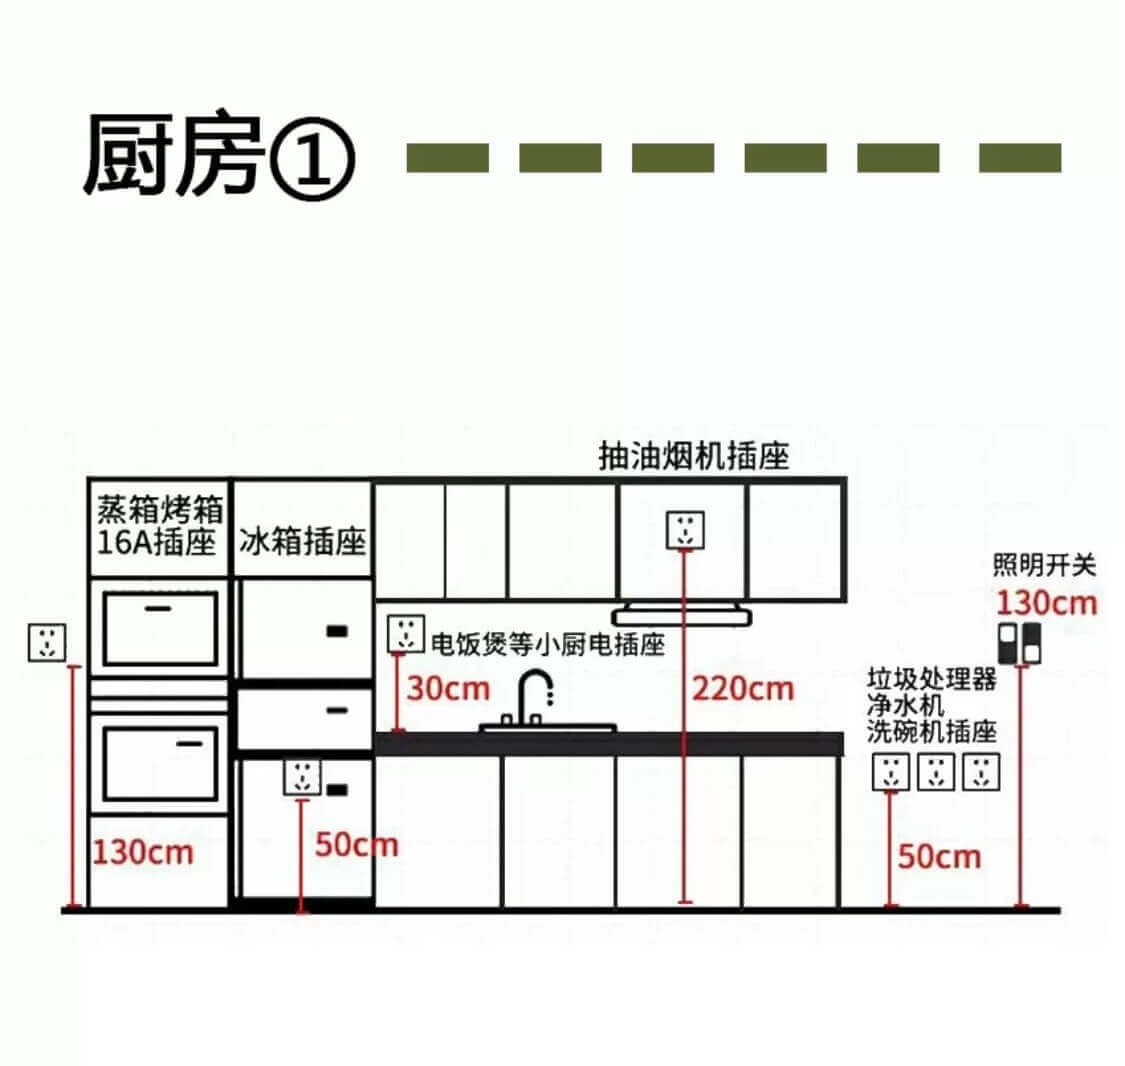 厨房①
抽油烟机插座
蒸箱烤箱
16A插座
冰箱插座
照明开关
130cm
电饭煲等小厨电插座
30cm
220cm
垃圾处理器
净水机
洗碗机插座
130cm
50cm
50cm